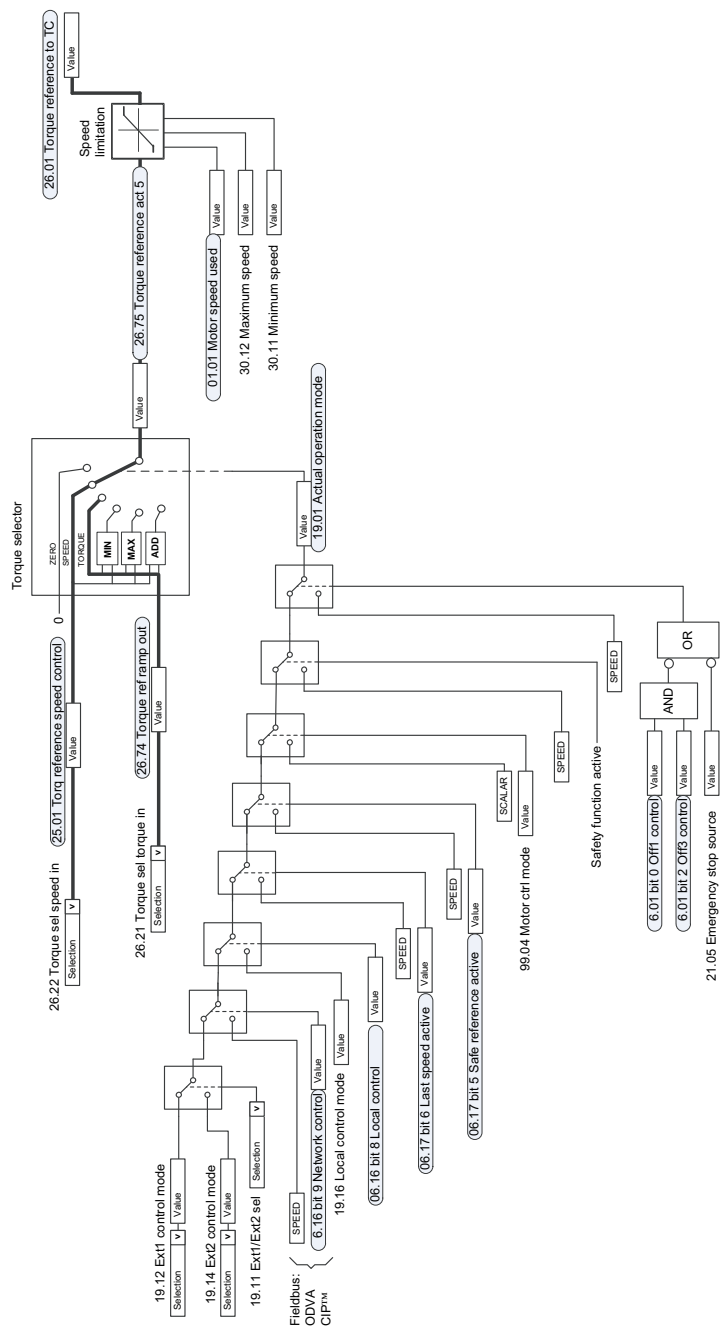 Torque selector
ZERO
SPEED
TORQUE
0
MIN
MAX
ADD
26.22 Torque sel speed in
Selection
V
25.01 Torq reference speed control
Value
26.21 Torque sel torque in
Selection
V
26.74 Torque ref ramp out
Value
Value
26.75 Torque reference act 5
Speed
limitation
26.01 Torque reference to TC
Value
01.01 Motor speed used
Value
30.12 Maximum speed
Value
30.11 Minimum speed
Value
19.12 Ext1 control mode
Selection
V
Value
19.14 Ext2 control mode
Selection
V
Value
19.11 Ext1/Ext2 sel
Selection
V
Fieldbus:
ODVA
CIP™
SPEED
6.16 bit 9 Network control
Value
19.16 Local control mode
Value
06.16 bit 8 Local control
Value
SPEED
06.17 bit 6 Last speed active
Value
SPEED
06.17 bit 5 Safe reference active
Value
SCALAR
99.04 Motor ctrl mode
Value
SPEED
Safety function active
SPEED
Value
19.01 Actual operation mode
6.01 bit 0 Off1 control
Value
6.01 bit 2 Off3 control
Value
AND
OR
21.05 Emergency stop source
Value